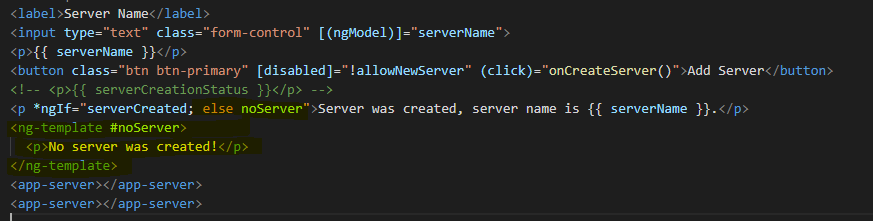 <label>Server Name</label>
<input type="text" class="form-control" [(ngModel)]="serverName">
<p>{{ serverName }}</p>
<button class="btn btn-primary" [disabled]="!allowNewServer" (click)="onCreateServer()">Add Server</button>
<!-- <p>{{ serverCreationStatus }}</p> -->
<p *ngIf="serverCreated; else noServer">Server was created, server name is {{ serverName }}.</p>
<ng-template #noServer>
  <p>No server was created!</p>
</ng-template>
<app-server></app-server>
<app-server></app-server>